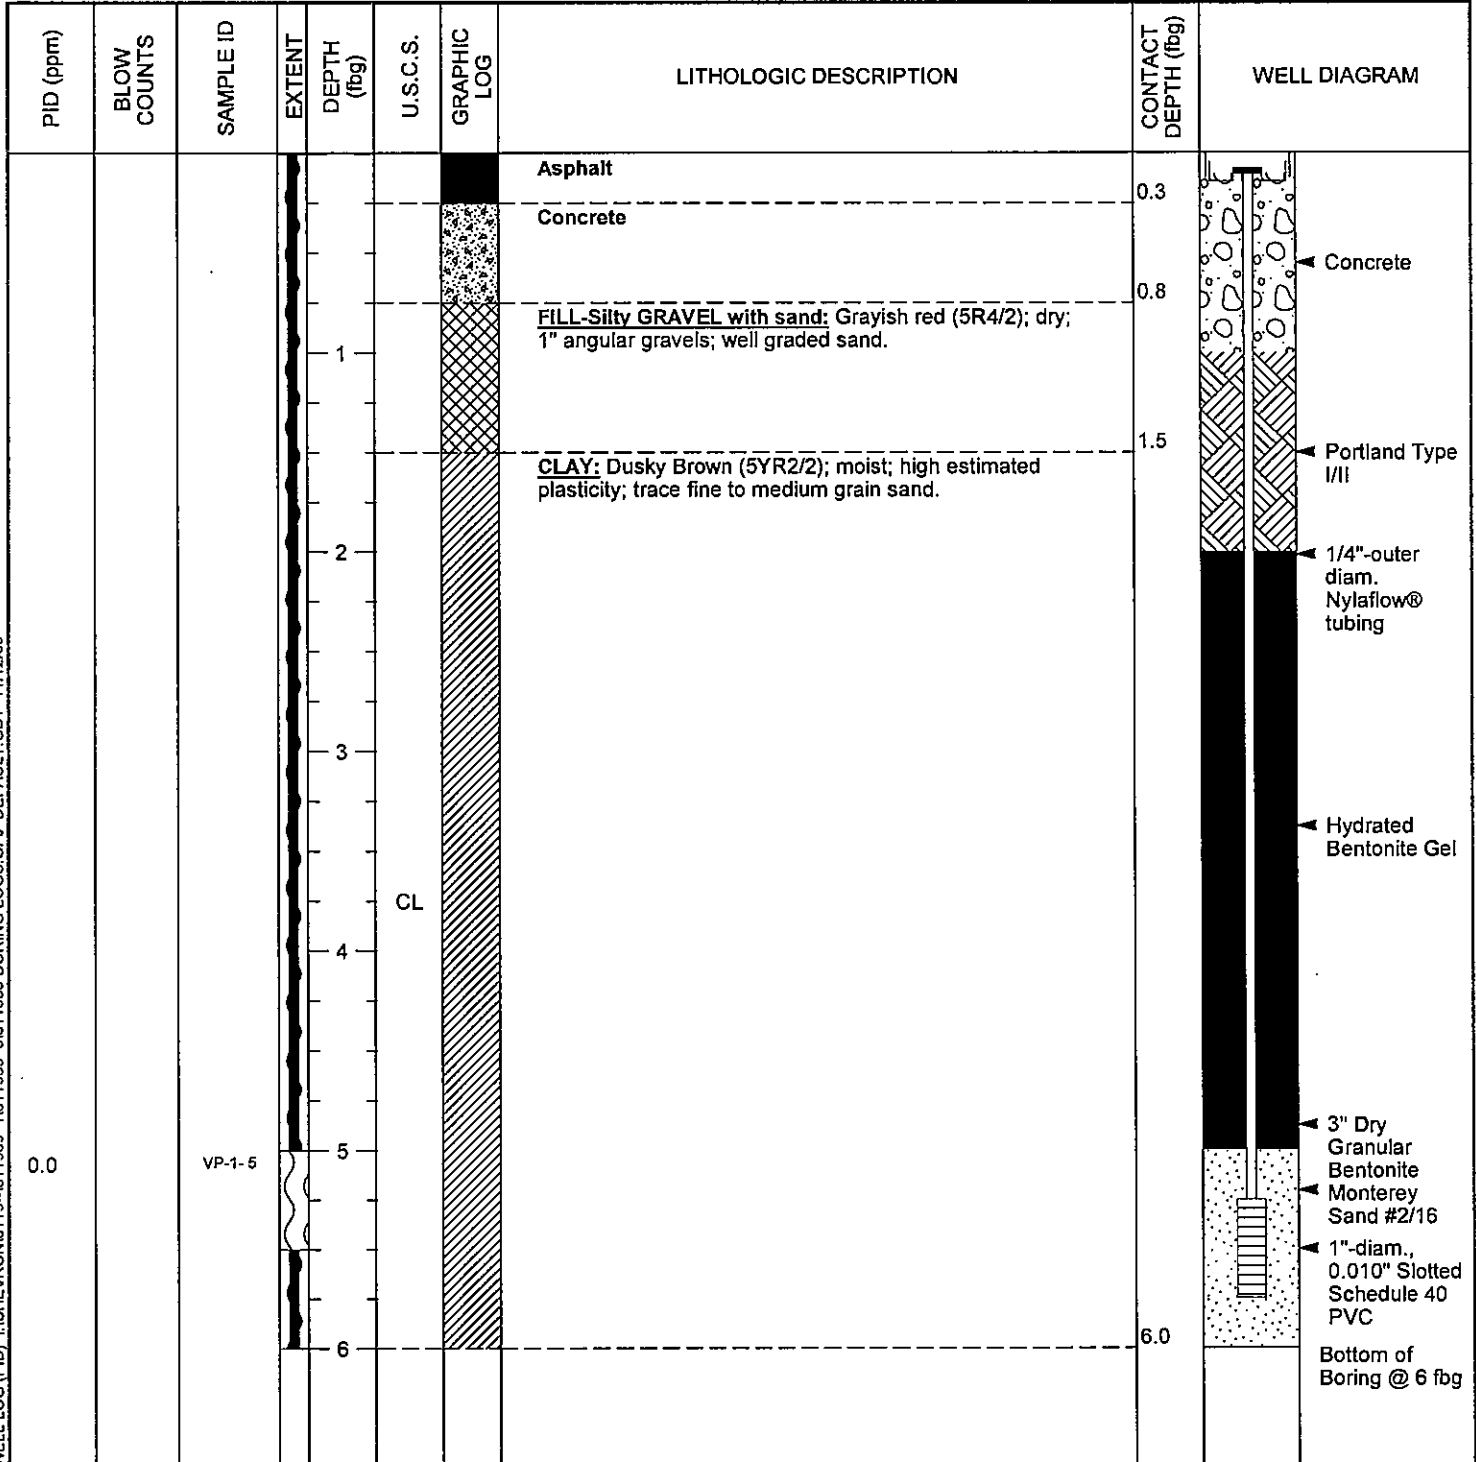 PID (ppm)
BLOW
COUNTS
SAMPLE ID
EXTENT
DEPTH
(fbg)
U.S.C.S.
GRAPHIC
LOG
LITHOLOGIC DESCRIPTION
CONTACT
DEPTH (fbg)
WELL DIAGRAM
Asphalt
0.3
Concrete
Concrete
0.8
FILL-Silty GRAVEL with sand: Grayish red (5R4/2); dry;
1" angular gravels; well graded sand.
1
1.5
Portland Type
I/II
CLAY: Dusky Brown (5YR2/2); moist; high estimated
plasticity; trace fine to medium grain sand.
2
1/4"-outer
diam.
Nylaflow®
tubing
3
Hydrated
Bentonite Gel
CL
4
3" Dry
Granular
Bentonite
5
0.0
VP-1-5
Monterey
Sand #2/16
1"-diam.,
0.010" Slotted
Schedule 40
PVC
6.0
6
Bottom of
Boring @ 6 fbg
WELL LOG (PID)